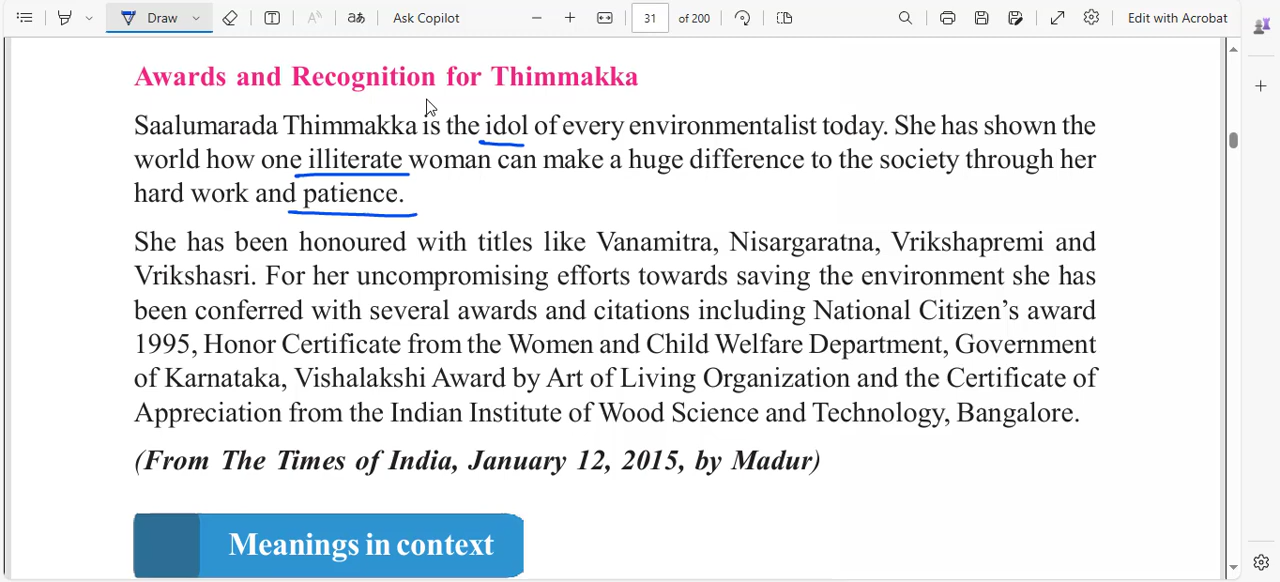 Draw
Ask Copilot
31 of 200
Edit with Acrobat
Awards and Recognition for Thimmakka
Saalumarada Thimmakka is the idol of every environmentalist today. She has shown the
world how one illiterate woman can make a huge difference to the society through her
hard work and patience.
She has been honoured with titles like Vanamitra, Nisargaratna, Vrikshapremi and
Vrikshasri. For her uncompromising efforts towards saving the environment she has
been conferred with several awards and citations including National Citizen's award
1995, Honor Certificate from the Women and Child Welfare Department, Government
of Karnataka, Vishalakshi Award by Art of Living Organization and the Certificate of
Appreciation from the Indian Institute of Wood Science and Technology, Bangalore.
(From The Times of India, January 12, 2015, by Madur)
Meanings in context